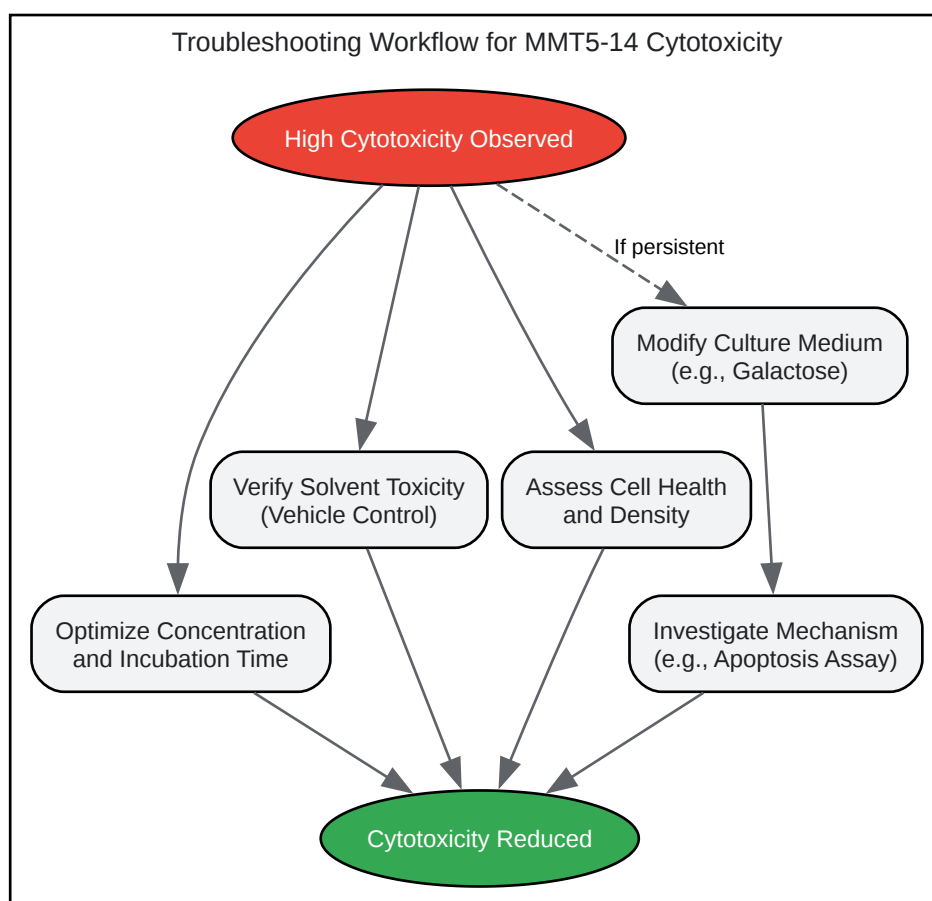 Troubleshooting Workflow for MMT5-14 Cytotoxicity
High Cytotoxicity Observed
If persistent
Modify Culture Medium
(e.g., Galactose)
Verify Solvent Toxicity
(Vehicle Control)
Assess Cell Health
and Density
Optimize Concentration
and Incubation Time
Investigate Mechanism
(e.g., Apoptosis Assay)
Cytotoxicity Reduced